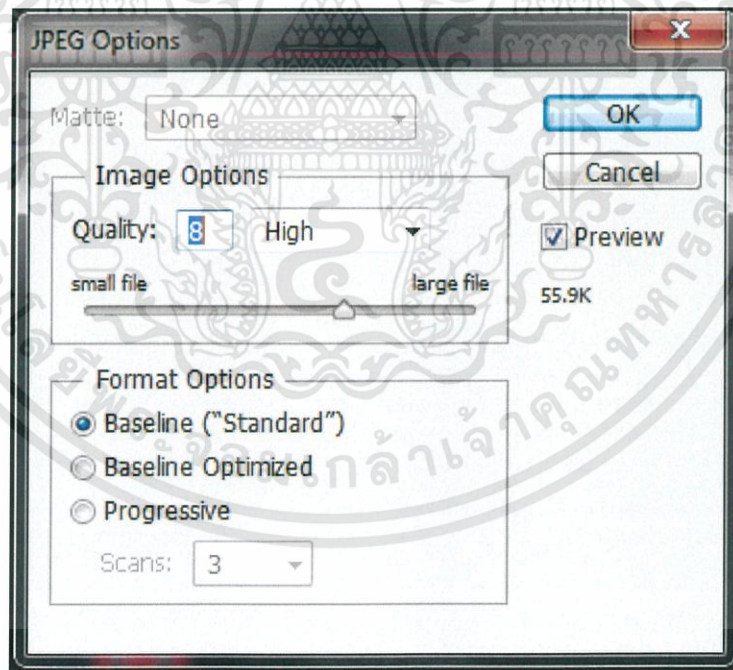 JPEG Options
Matte: None
OK
Image Options
Cancel
Quality: 8 High
Preview
small file large file
55.9K
Format Options
Baseline ("Standard")
Baseline Optimized
Progressive
Scans: 3